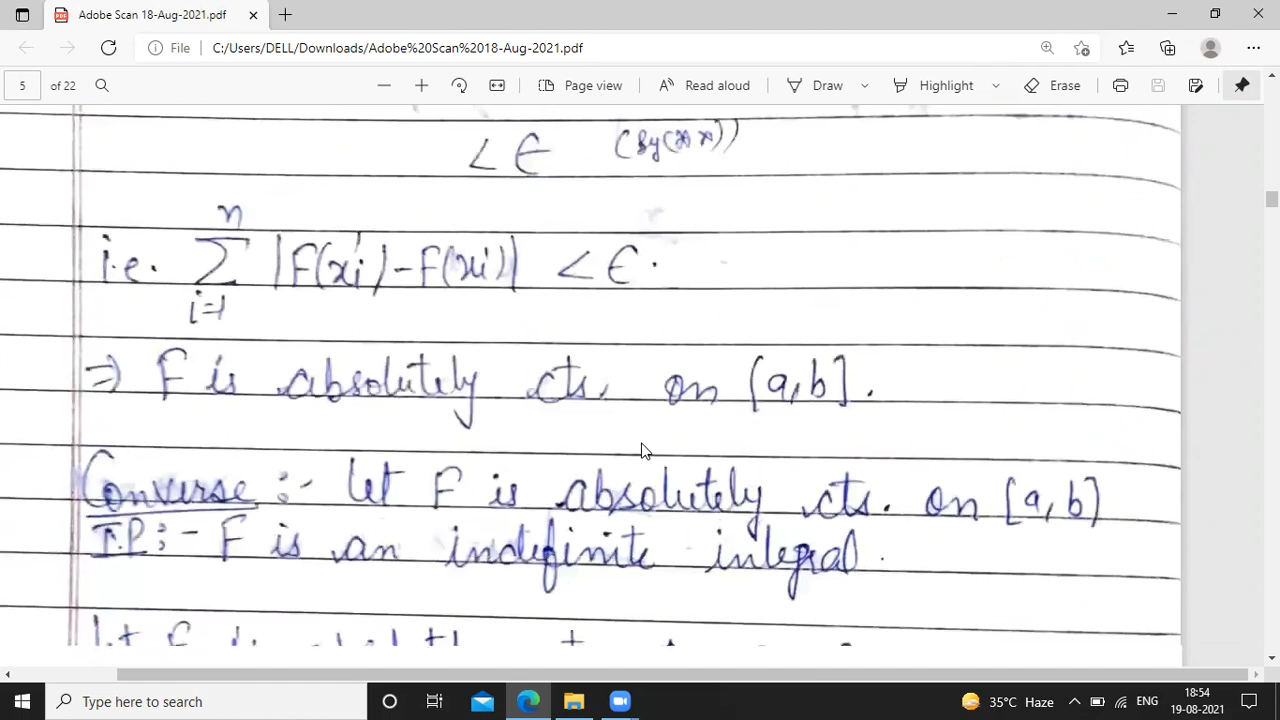 Adobe Scan 18-Aug-2021.pdf
File C:/Users/DELL/Downloads/Adobe%20Scan%2018-Aug-2021.pdf
5 of 22 Page view Read aloud Draw Highlight Erase
< ϵ (By(**))
i.e. ∑_{i=1}^{n} |F(xi') - F(xi)| < ϵ.
⇒ F is absolutely cts. on [a,b].
Converse :- let F is absolutely cts. on [a,b]
T.P:- F is an indefinite integral.
Type here to search 35°C Haze ENG 18:54
19-08-2021